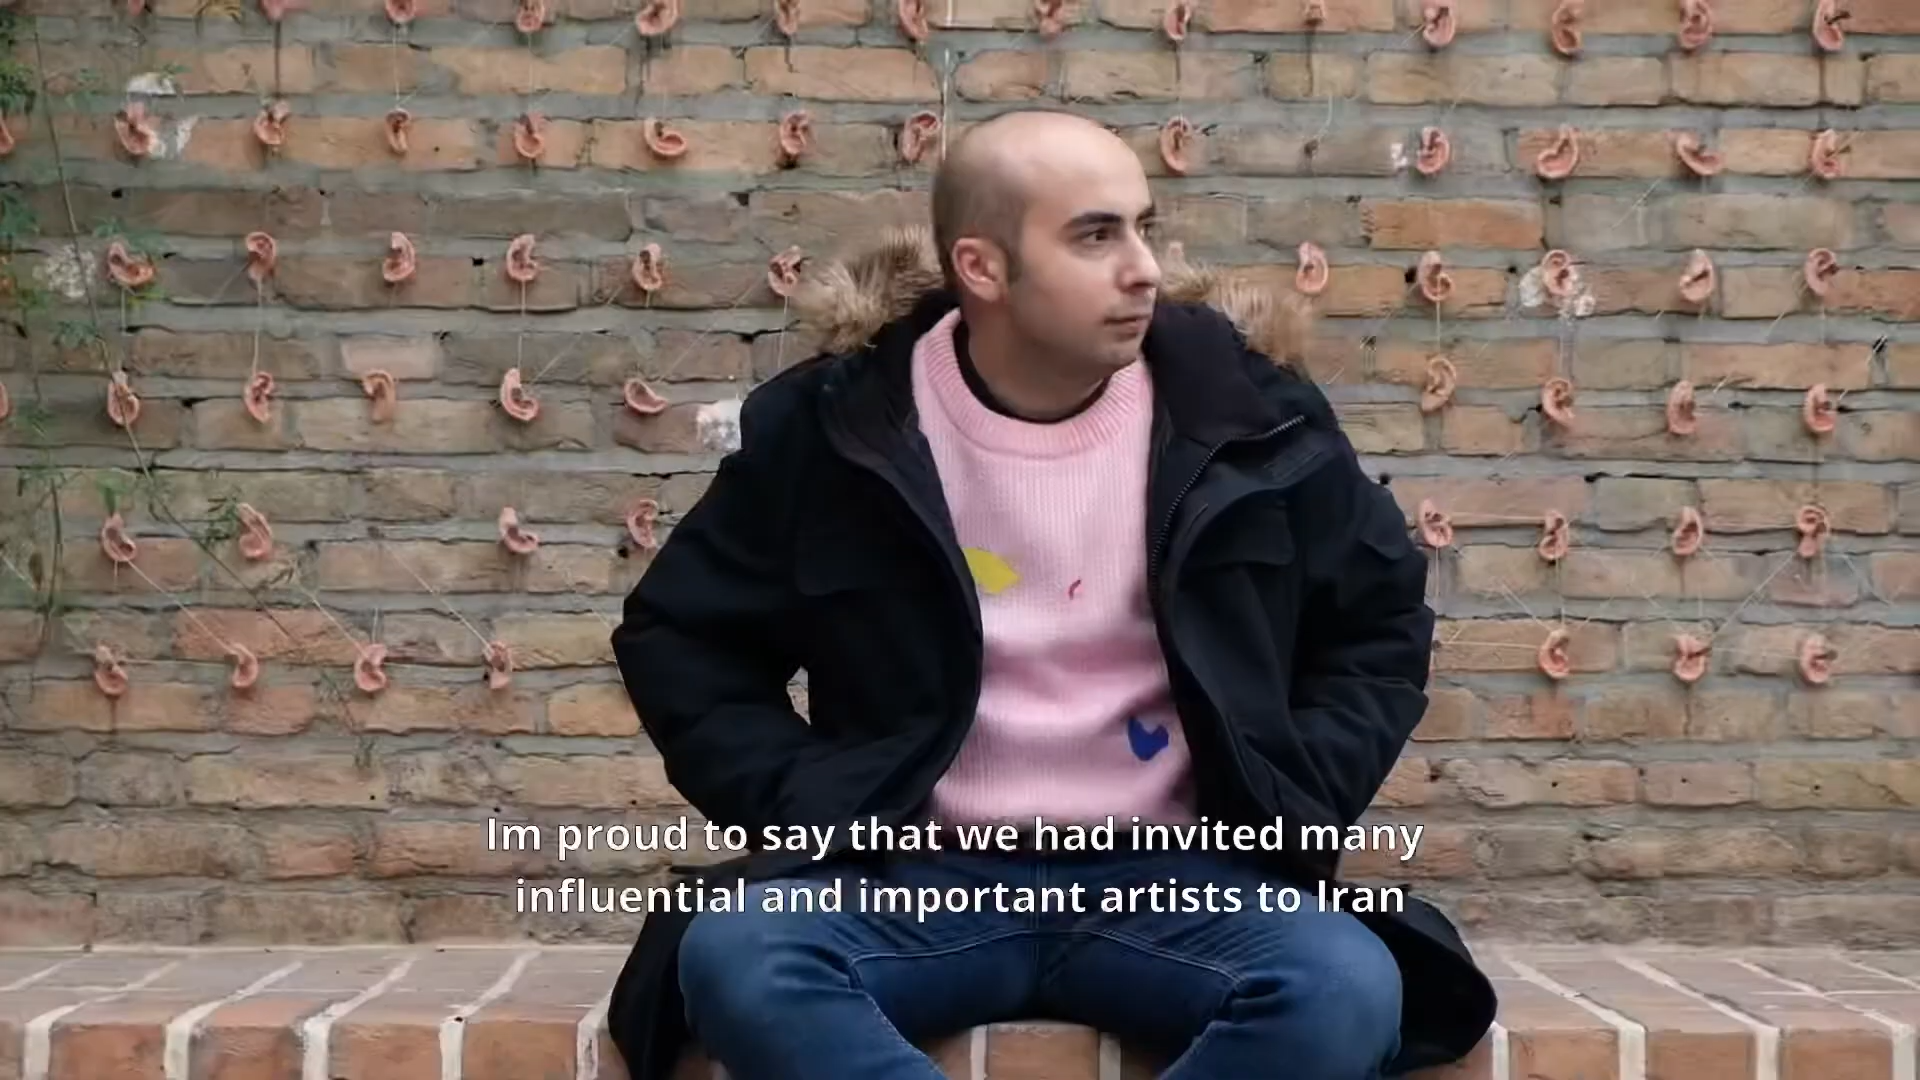 Im proud to say that we had invited many
influential and important artists to Iran